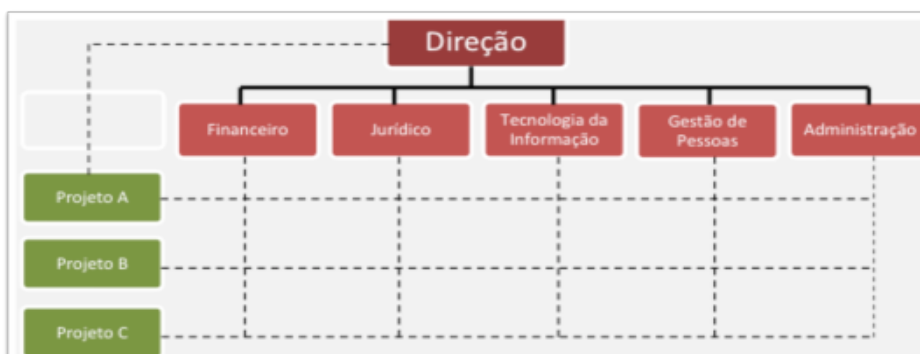 Direção
Financeiro
Jurídico
Tecnologia da
Informação
Gestão de
Pessoas
Administração
Projeto A
Projeto B
Projeto C